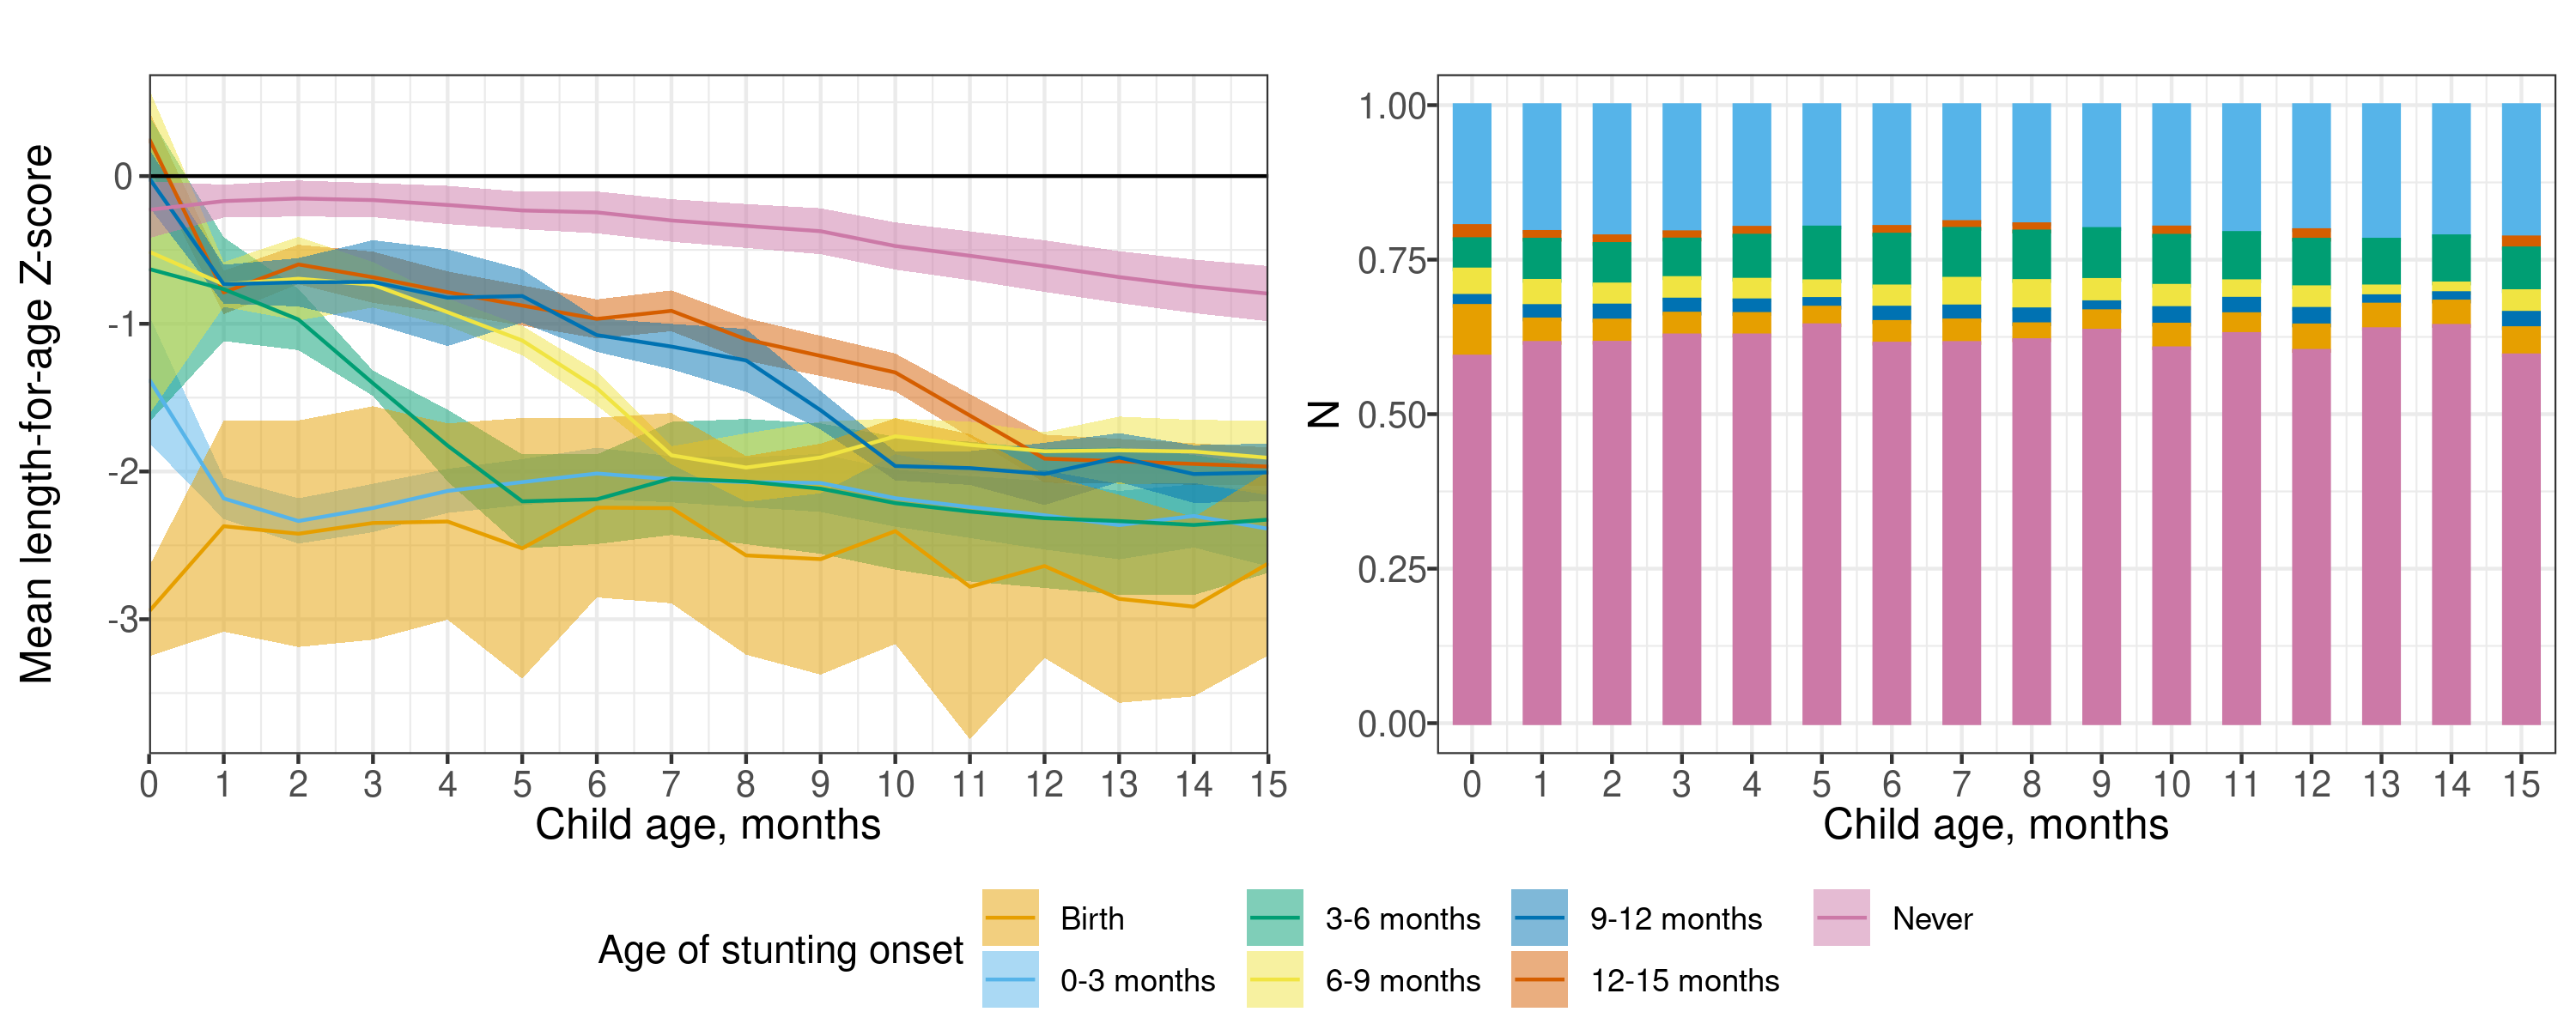 Mean length-for-age Z-score
0
-1
-2
-3
0 1 2 3 4 5 6 7 8 9 10 11 12 13 14 15
Child age, months
N
1.00
0.75
0.50
0.25
0.00
0 1 2 3 4 5 6 7 8 9 10 11 12 13 14 15
Child age, months
Age of stunting onset
Birth
0-3 months
3-6 months
6-9 months
9-12 months
12-15 months
Never